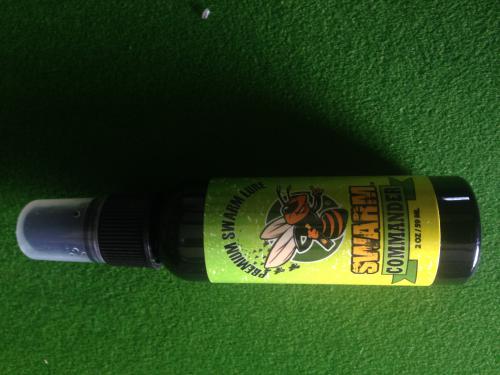 PREMIUM SWARM LURE
SWARM
COMMANDER
2 OZ / 59 ML